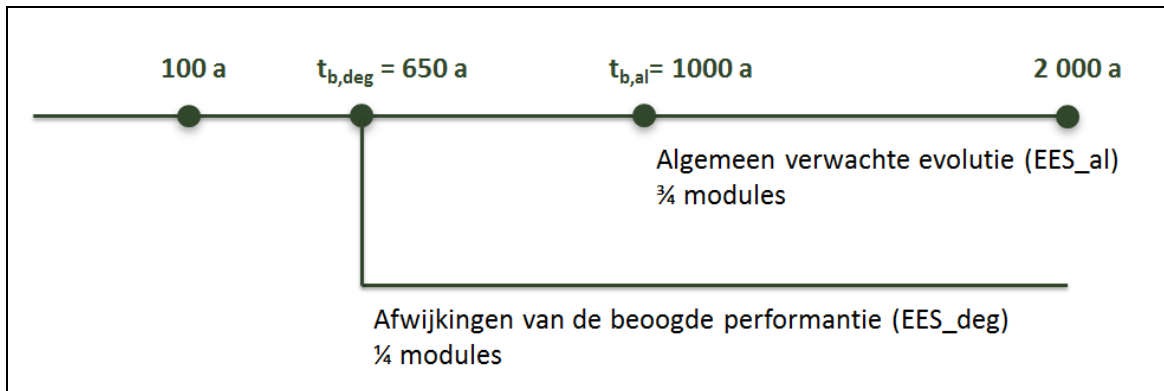 100 a
t_b,deg = 650 a
t_b,al= 1000 a
2 000 a
Algemeen verwachte evolutie (EES_al)
¾ modules
Afwijkingen van de beoogde performantie (EES_deg)
¼ modules